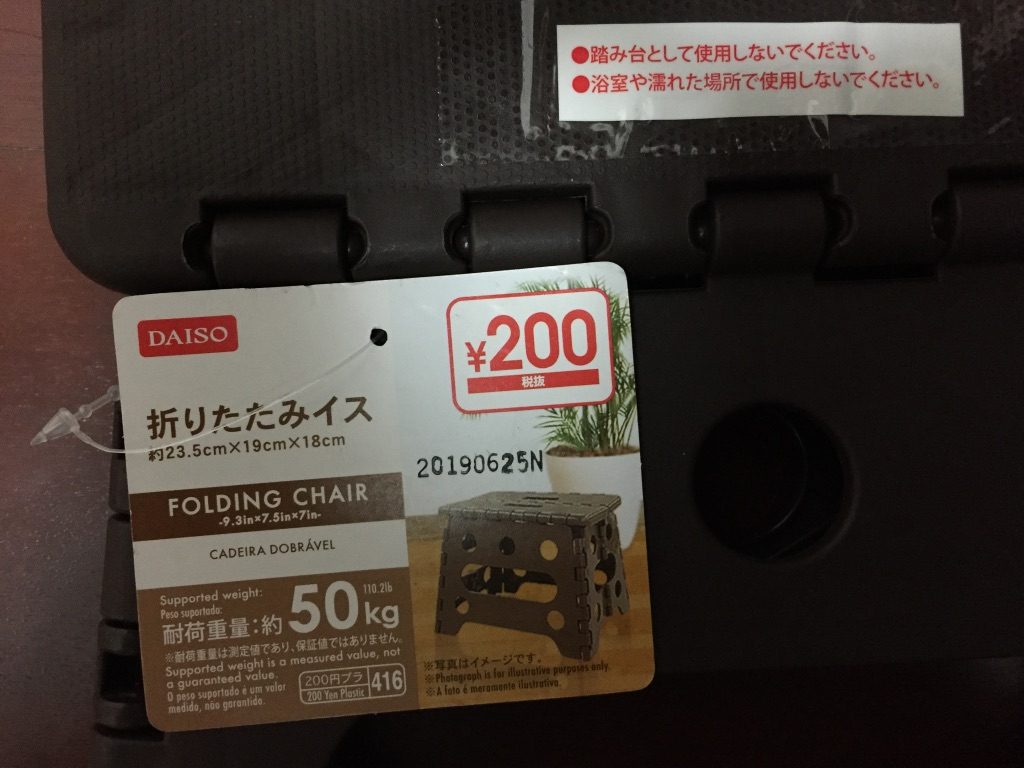 ●踏み台として使用しないでください。
●浴室や濡れた場所で使用しないでください。
DAISO
¥200
税抜
折りたたみイス
約23.5cm×19cm×18cm
20190625N
FOLDING CHAIR
-9.3in×7.5in×7in-
CADEIRA DOBRÁVEL
Supported weight:
Peso suportado:
110.2lb
耐荷重量:約50kg
※耐荷重量は測定値であり、保証値ではありません。
Supported weight is a measured value, not
a guaranteed value.
O peso suportado é um valor
medido, não garantido.
200円プラ
200 Yen Plastic
416
※写真はイメージです。
※Photograph is for illustrative purposes only.
※A foto é meramente ilustrativa.